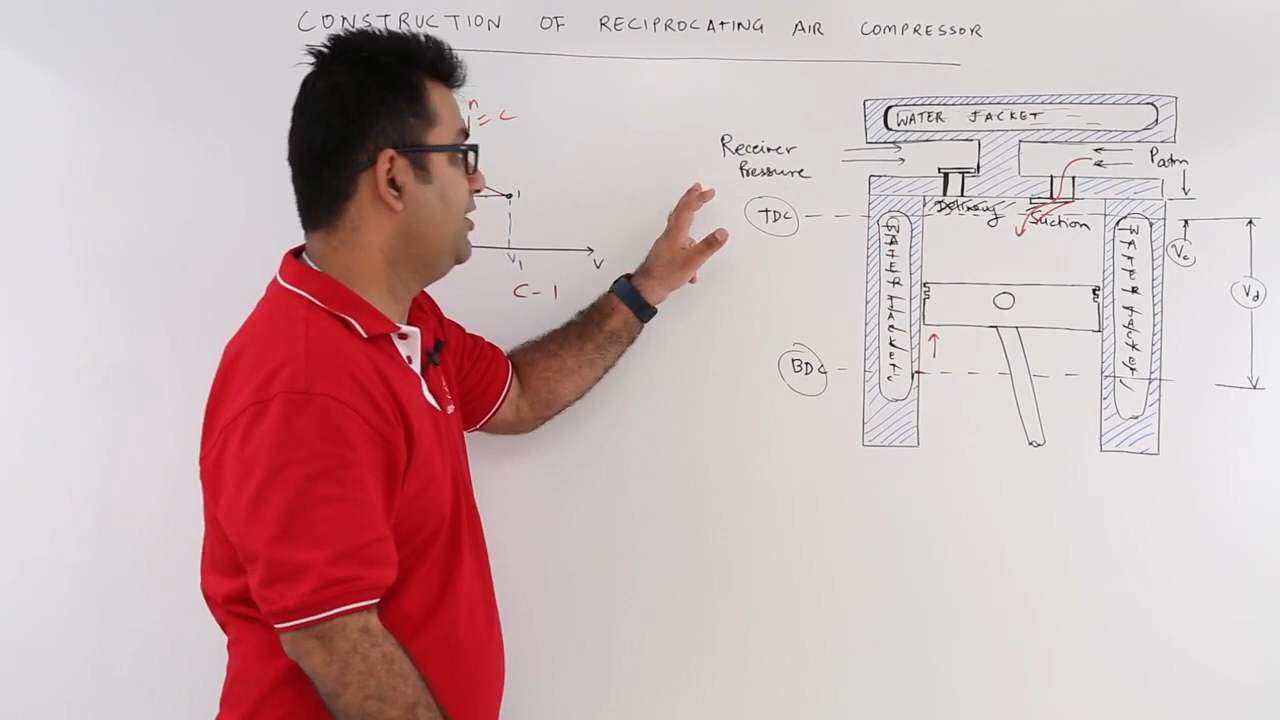 CONSTRUCTION OF RECIPROCATING AIR COMPRESSOR
n
= C
1
V1
V
C-1
WATER JACKET
Receiver
Pressure
Patm
Delivery
Suction
TDC
Vc
Vd
WATER JACKET
WATER JACKET
BDC